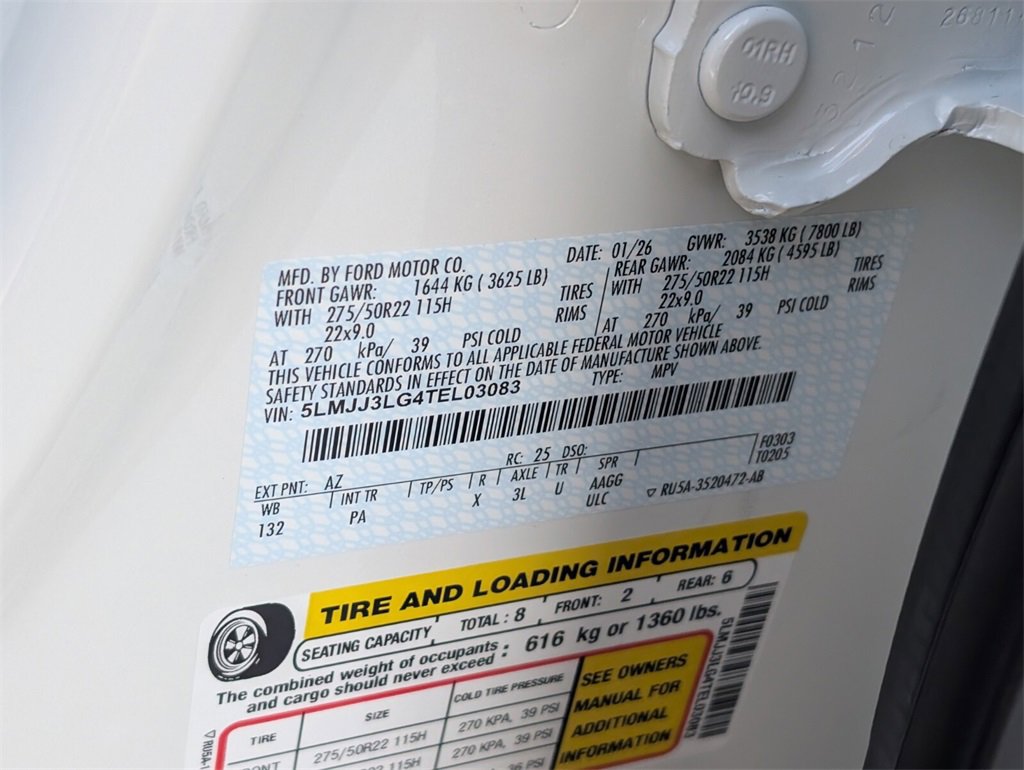 01RH
10.9
MFD. BY FORD MOTOR CO.
DATE: 01/26
GVWR: 3538 KG ( 7800 LB)
FRONT GAWR: 1644 KG ( 3625 LB)
REAR GAWR: 2084 KG ( 4595 LB)
WITH 275/50R22 115H TIRES
WITH 275/50R22 115H TIRES
22x9.0 RIMS
22x9.0 RIMS
AT 270 kPa/ 39 PSI COLD
AT 270 kPa/ 39 PSI COLD
THIS VEHICLE CONFORMS TO ALL APPLICABLE FEDERAL MOTOR VEHICLE
SAFETY STANDARDS IN EFFECT ON THE DATE OF MANUFACTURE SHOWN ABOVE.
VIN: 5LMJJ3LG4TEL03083
TYPE: MPV
EXT PNT: AZ
RC: 25 DSO:
F0303
T0205
WB INT TR TP/PS R AXLE TR SPR
132 PA X 3L U AAGG
ULC
RU5A-3520472-AB
TIRE AND LOADING INFORMATION
SEATING CAPACITY TOTAL : 8 FRONT: 2 REAR: 6
The combined weight of occupants : 616 kg or 1360 lbs.
and cargo should never exceed
TIRE SIZE COLD TIRE PRESSURE
275/50R22 115H 270 KPA, 39 PSI
115H 270 KPA, 39 PSI
36 PSI
SEE OWNERS
MANUAL FOR
ADDITIONAL
INFORMATION
5LMJJ3LG4TEL03083
RU5A-